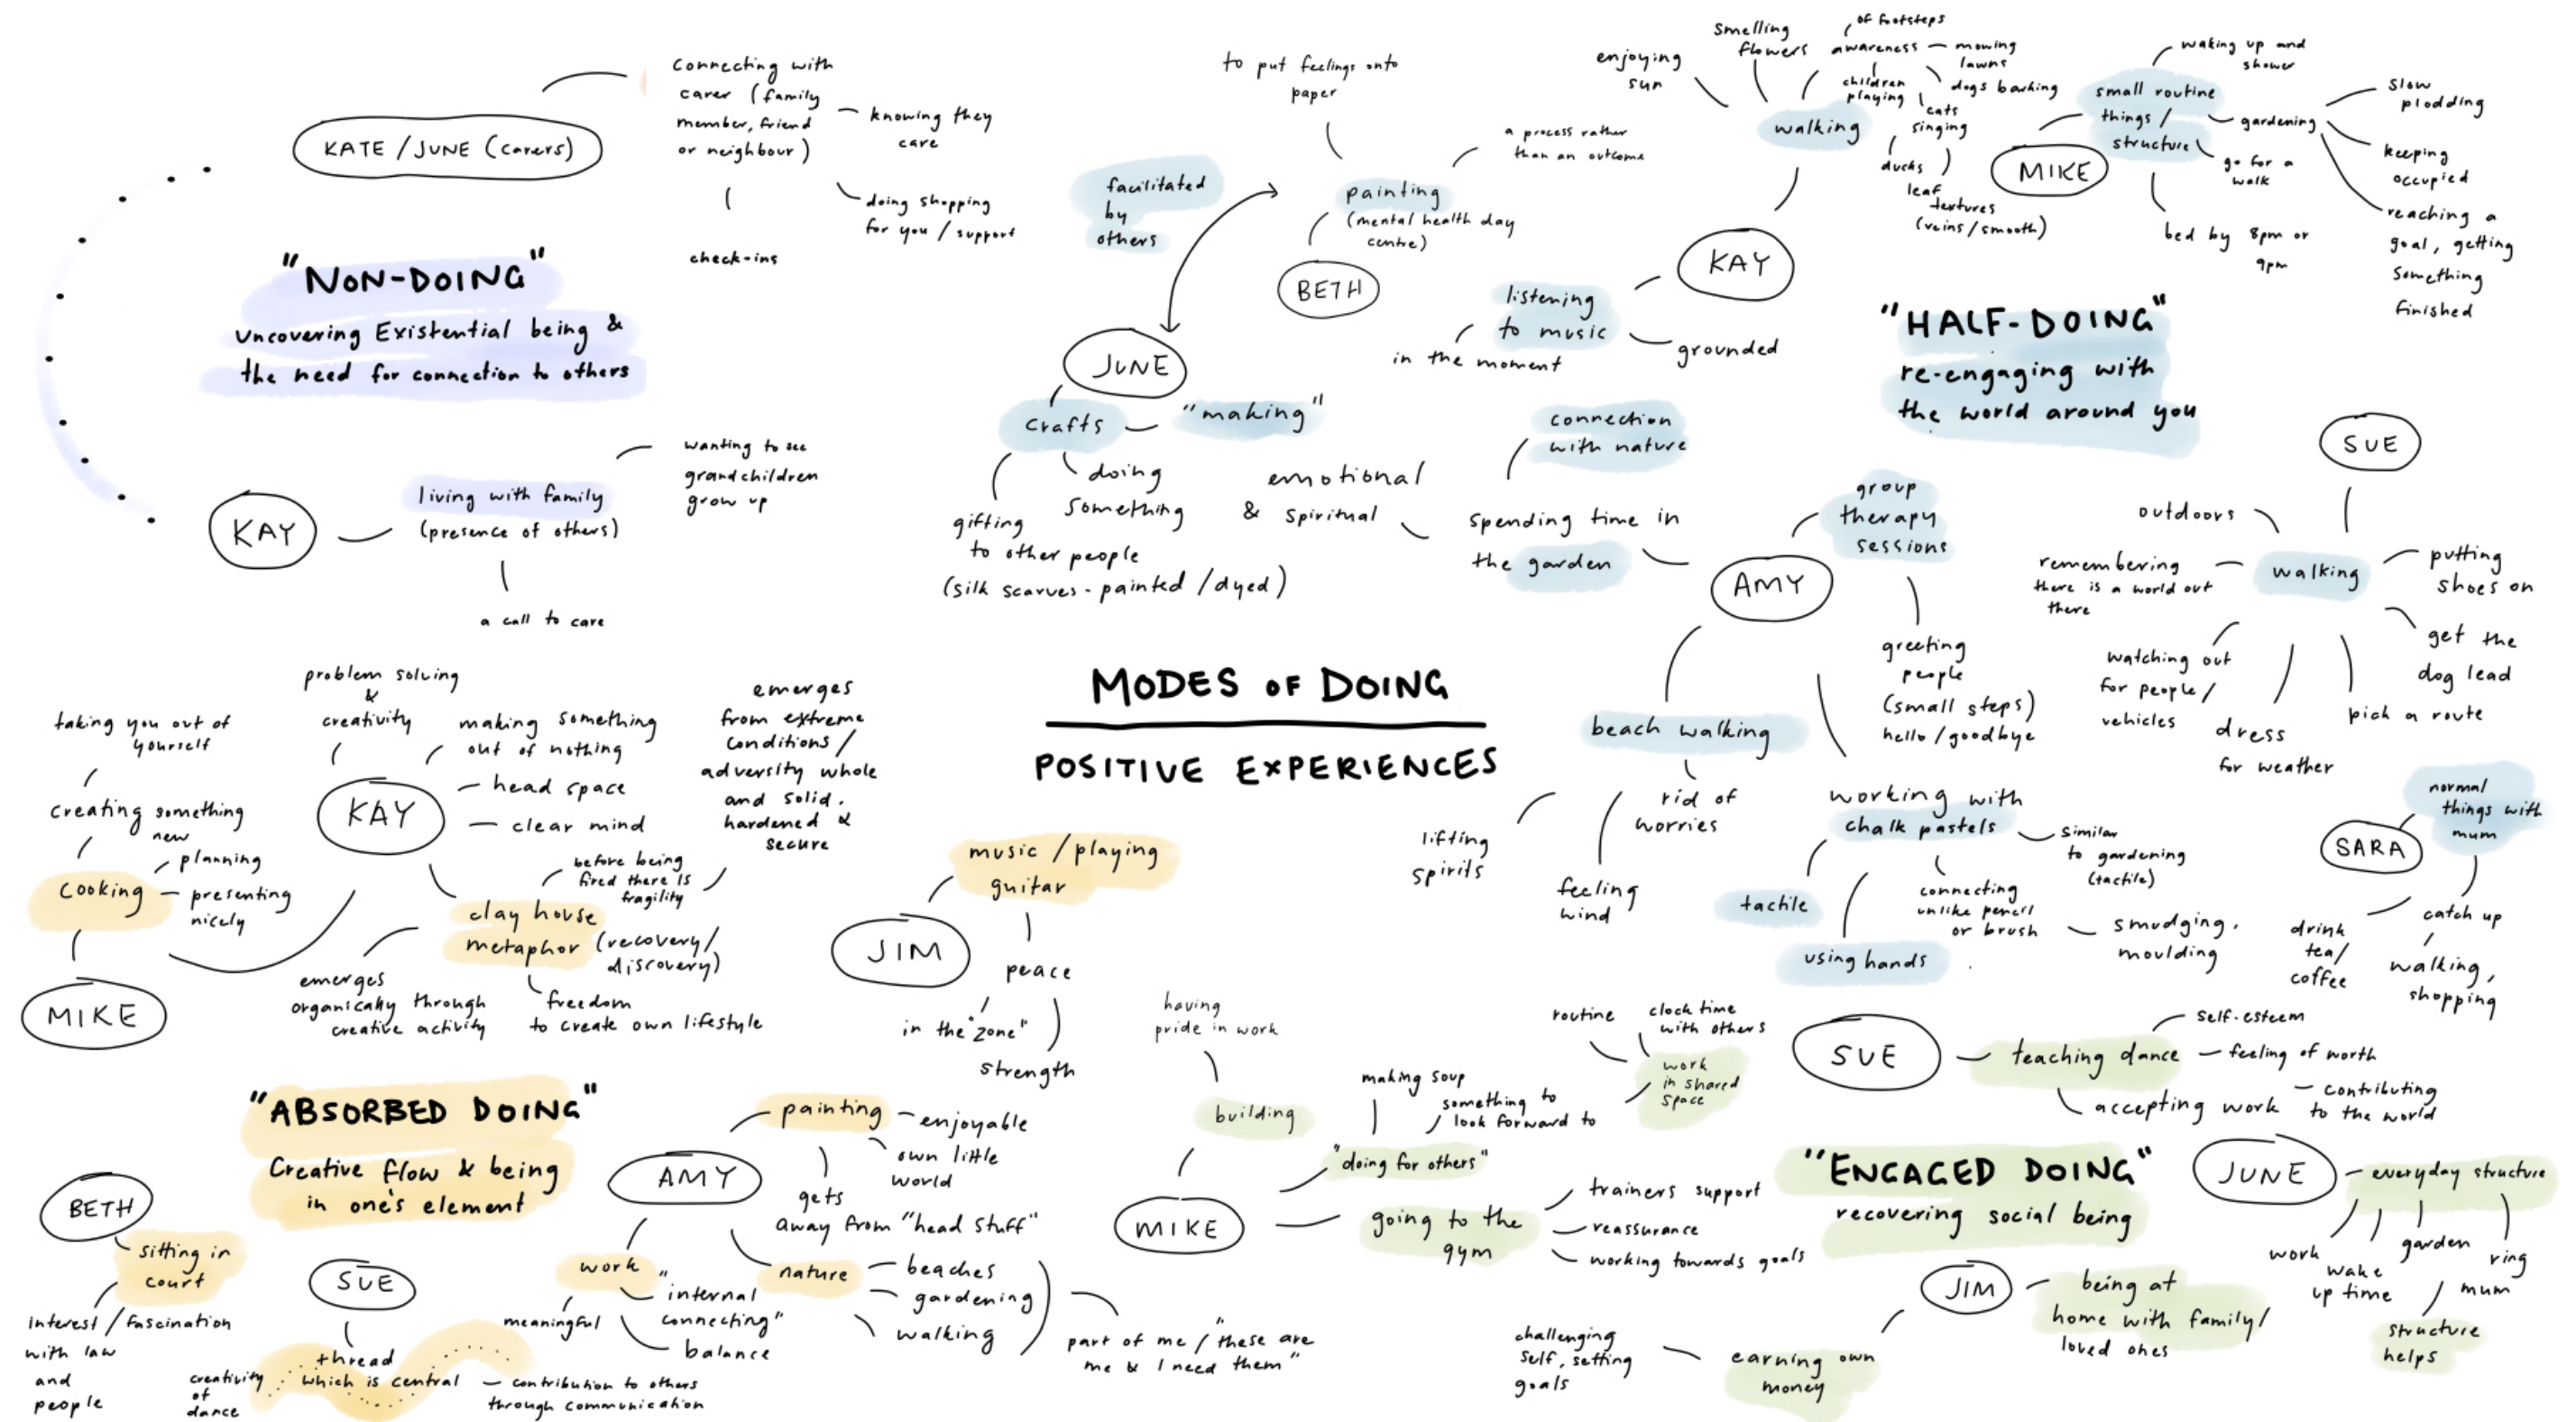 KATE / JUNE (carers)
connecting with
carer (family
member, friend
or neighbour)
knowing they
care
doing shopping
for you / support
check-ins
"NON-DOING"
uncovering Existential being &
the need for connection to others
KAY
living with family
(presence of others)
wanting to see
grandchildren
grow up
a call to care
to put feelings onto
paper
a process rather
than an outcome
painting
(mental health day
centre)
BETH
facilitated
by
others
JUNE
crafts
"making"
doing
something
gifting
to other people
(silk scarves - painted / dyed)
enjoying
sun
smelling
flowers
awareness
of footsteps
mowing
lawns
dogs barking
children
playing
cats
singing
ducks
leaf
textures
(veins / smooth)
walking
KAY
listening
to music
in the moment
grounded
MIKE
small routine
things /
structure
waking up and
shower
gardening
slow
plodding
keeping
occupied
reaching a
goal, getting
something
finished
go for a
walk
bed by 8pm or
9pm
"HALF-DOING"
re-engaging with
the world around you
connection
with nature
emotional
& spiritual
spending time in
the garden
AMY
group
therapy
sessions
greeting
people
(small steps)
hello / goodbye
beach walking
lifting
spirits
feeling
wind
rid of
worries
working with
chalk pastels
similar
to gardening
(tactile)
connecting
unlike pencil
or brush
smudging,
moulding
tactile
using hands
SUE
outdoors
walking
remembering
there is a world out
there
putting
shoes on
get the
dog lead
pick a route
dress
for weather
watching out
for people /
vehicles
SARA
normal
things with
mum
catch up
drink
tea /
coffee
walking,
shopping
MODES OF DOING
POSITIVE EXPERIENCES
taking you out of
yourself
creating something
new
cooking
planning
presenting
nicely
MIKE
problem solving
&
creativity
making something
out of nothing
KAY
head space
clear mind
clay house
metaphor (recovery /
discovery)
before being
fired there is
fragility
emerges
from extreme
conditions /
adversity whole
and solid.
hardened &
secure
emerges
organically through
creative activity
freedom
to create own lifestyle
JIM
music / playing
guitar
peace
in the "zone"
strength
"ABSORBED DOING"
Creative flow & being
in one's element
BETH
sitting in
court
interest / fascination
with law
and
people
SUE
thread
which is central
creativity
of
dance
contribution to others
through communication
AMY
painting
enjoyable
own little
world
gets
away from "head stuff"
work
meaningful
"internal
connecting"
balance
nature
beaches
gardening
walking
part of me / "these are
me & I need them"
having
pride in work
building
MIKE
"doing for others"
making soup
something to
look forward to
routine
clock time
with others
work
in shared
space
going to the
gym
trainers support
reassurance
working towards goals
SUE
teaching dance
self-esteem
feeling of worth
accepting work
contributing
to the world
"ENGAGED DOING"
recovering social being
JUNE
everyday structure
work
wake
up time
garden
ring
mum
structure
helps
JIM
being at
home with family /
loved ones
earning own
money
challenging
self, setting
goals